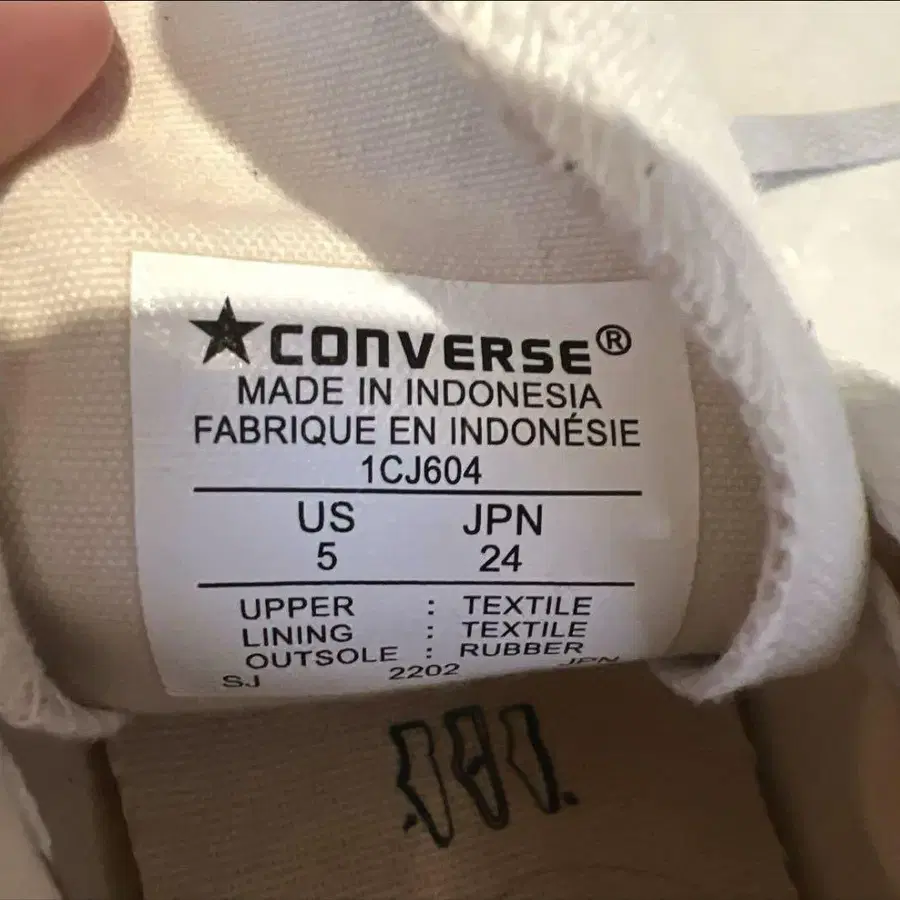 ★CONVERSE®
MADE IN INDONESIA
FABRIQUE EN INDONÉSIE
1CJ604
US JPN
5 24
UPPER : TEXTILE
LINING : TEXTILE
OUTSOLE : RUBBER
SJ 2202 JPN